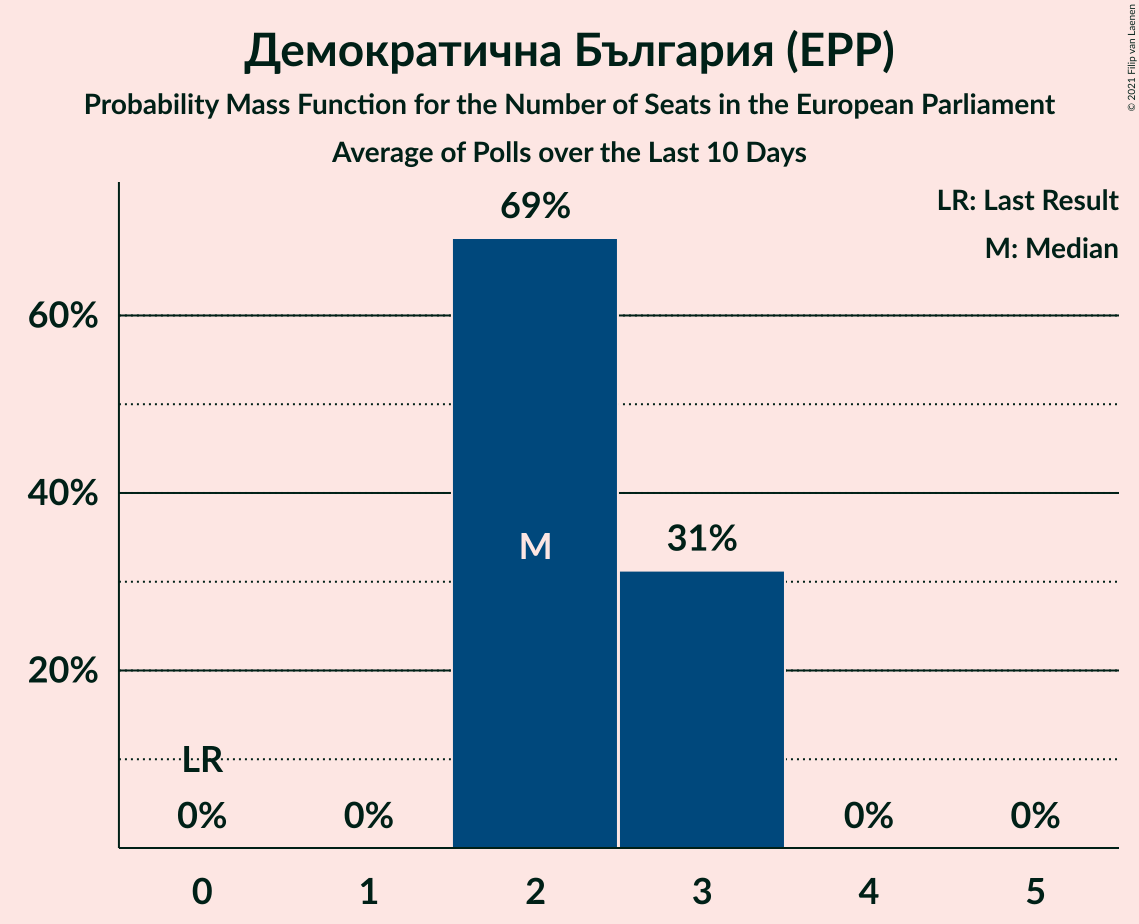 Демократична България (EPP)
Probability Mass Function for the Number of Seats in the European Parliament
Average of Polls over the Last 10 Days
© 2021 Filip van Laenen
LR: Last Result
M: Median
69%
60%
40%
31%
M
20%
LR
0%
0%
0%
0%
0
1
2
3
4
5